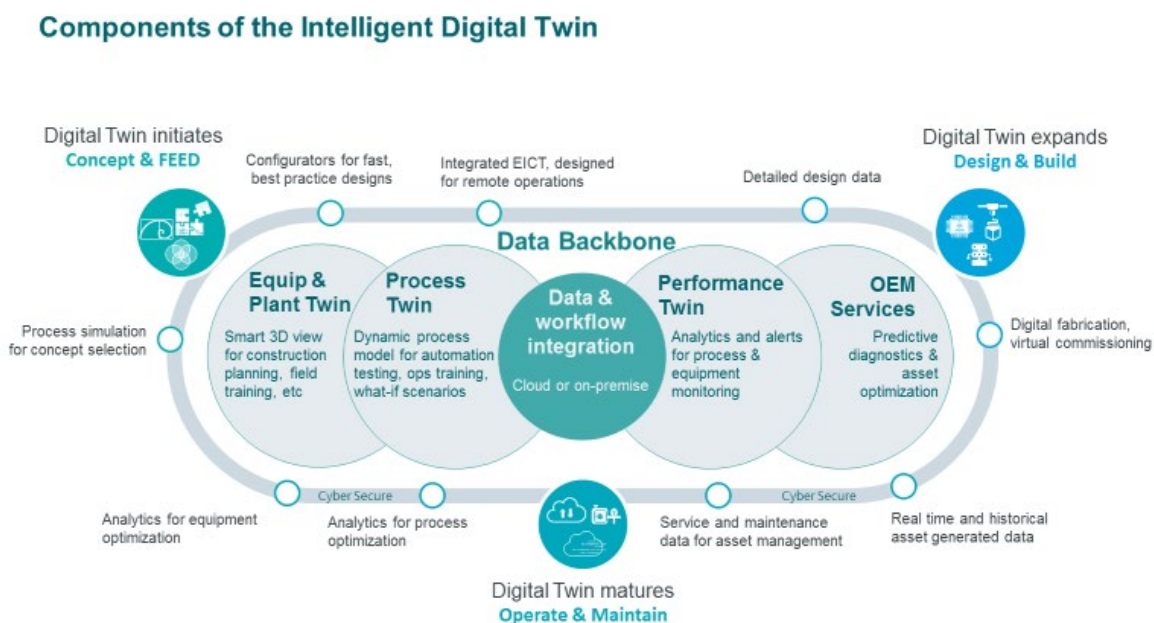 Components of the Intelligent Digital Twin
Digital Twin initiates
Concept & FEED
Configurators for fast,
best practice designs
Integrated EICT, designed
for remote operations
Detailed design data
Digital Twin expands
Design & Build
Data Backbone
Equip &
Plant Twin
Smart 3D view
for construction
planning, field
training, etc
Process
Twin
Dynamic process
model for automation
testing, ops training,
what-if scenarios
Data &
workflow
integration
Cloud or on-premise
Performance
Twin
Analytics and alerts
for process &
equipment
monitoring
OEM
Services
Predictive
diagnostics &
asset
optimization
Process simulation
for concept selection
Digital fabrication,
virtual commissioning
Cyber Secure
Cyber Secure
Analytics for equipment
optimization
Analytics for process
optimization
Service and maintenance
data for asset management
Real time and historical
asset generated data
Digital Twin matures
Operate & Maintain